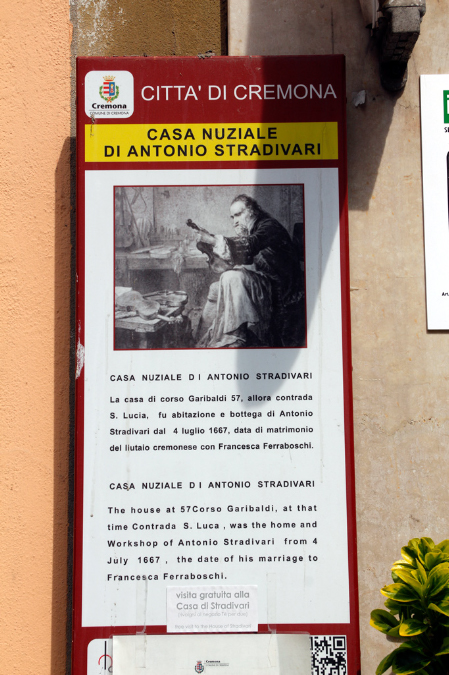 Cremona
COMUNE DI CREMONA
CITTA' DI CREMONA
CASA NUZIALE
DI ANTONIO STRADIVARI
CASA NUZIALE D I ANTONIO STRADIVARI
La casa di corso Garibaldi 57, allora contrada
S. Lucia, fu abitazione e bottega di Antonio
Stradivari dal 4 luglio 1667, data di matrimonio
del liutaio cremonese con Francesca Ferraboschi.
CASA NUZIALE D I ANTONIO STRADIVARI
The house at 57Corso Garibaldi, at that
time Contrada S. Luca , was the home and
Workshop of Antonio Stradivari from 4
July 1667 , the date of his marriage to
Francesca Ferraboschi.
visita gratuita alla
Casa di Stradivari
Cremona